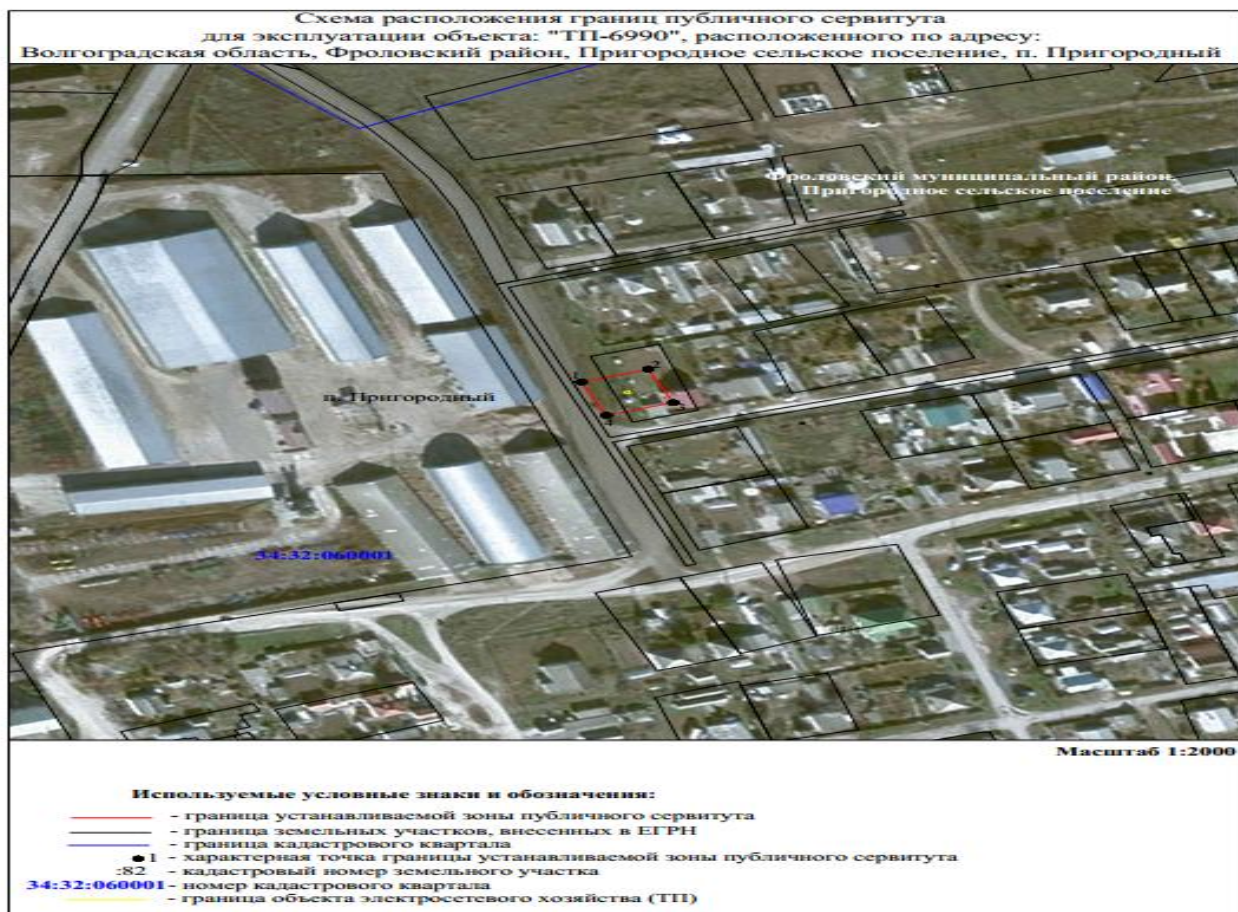 Схема расположения границ публичного сервитута
для эксплуатации объекта: "ТП-6990", расположенного по адресу:
Волгоградская область, Фроловский район, Пригородное сельское поселение, п. Пригородный
Фроловский муниципальный район,
Пригородное сельское поселение
2
п. Пригородный
34:32:060001
Масштаб 1:2000
Используемые условные знаки и обозначения:
- граница устанавливаемой зоны публичного сервитута
- граница земельных участков, внесенных в ЕГРН
- граница кадастрового квартала
1 - характерная точка границы устанавливаемой зоны публичного сервитута
:82 - кадастровый номер земельного участка
34:32:060001 - номер кадастрового квартала
- граница объекта электросетевого хозяйства (ТП)